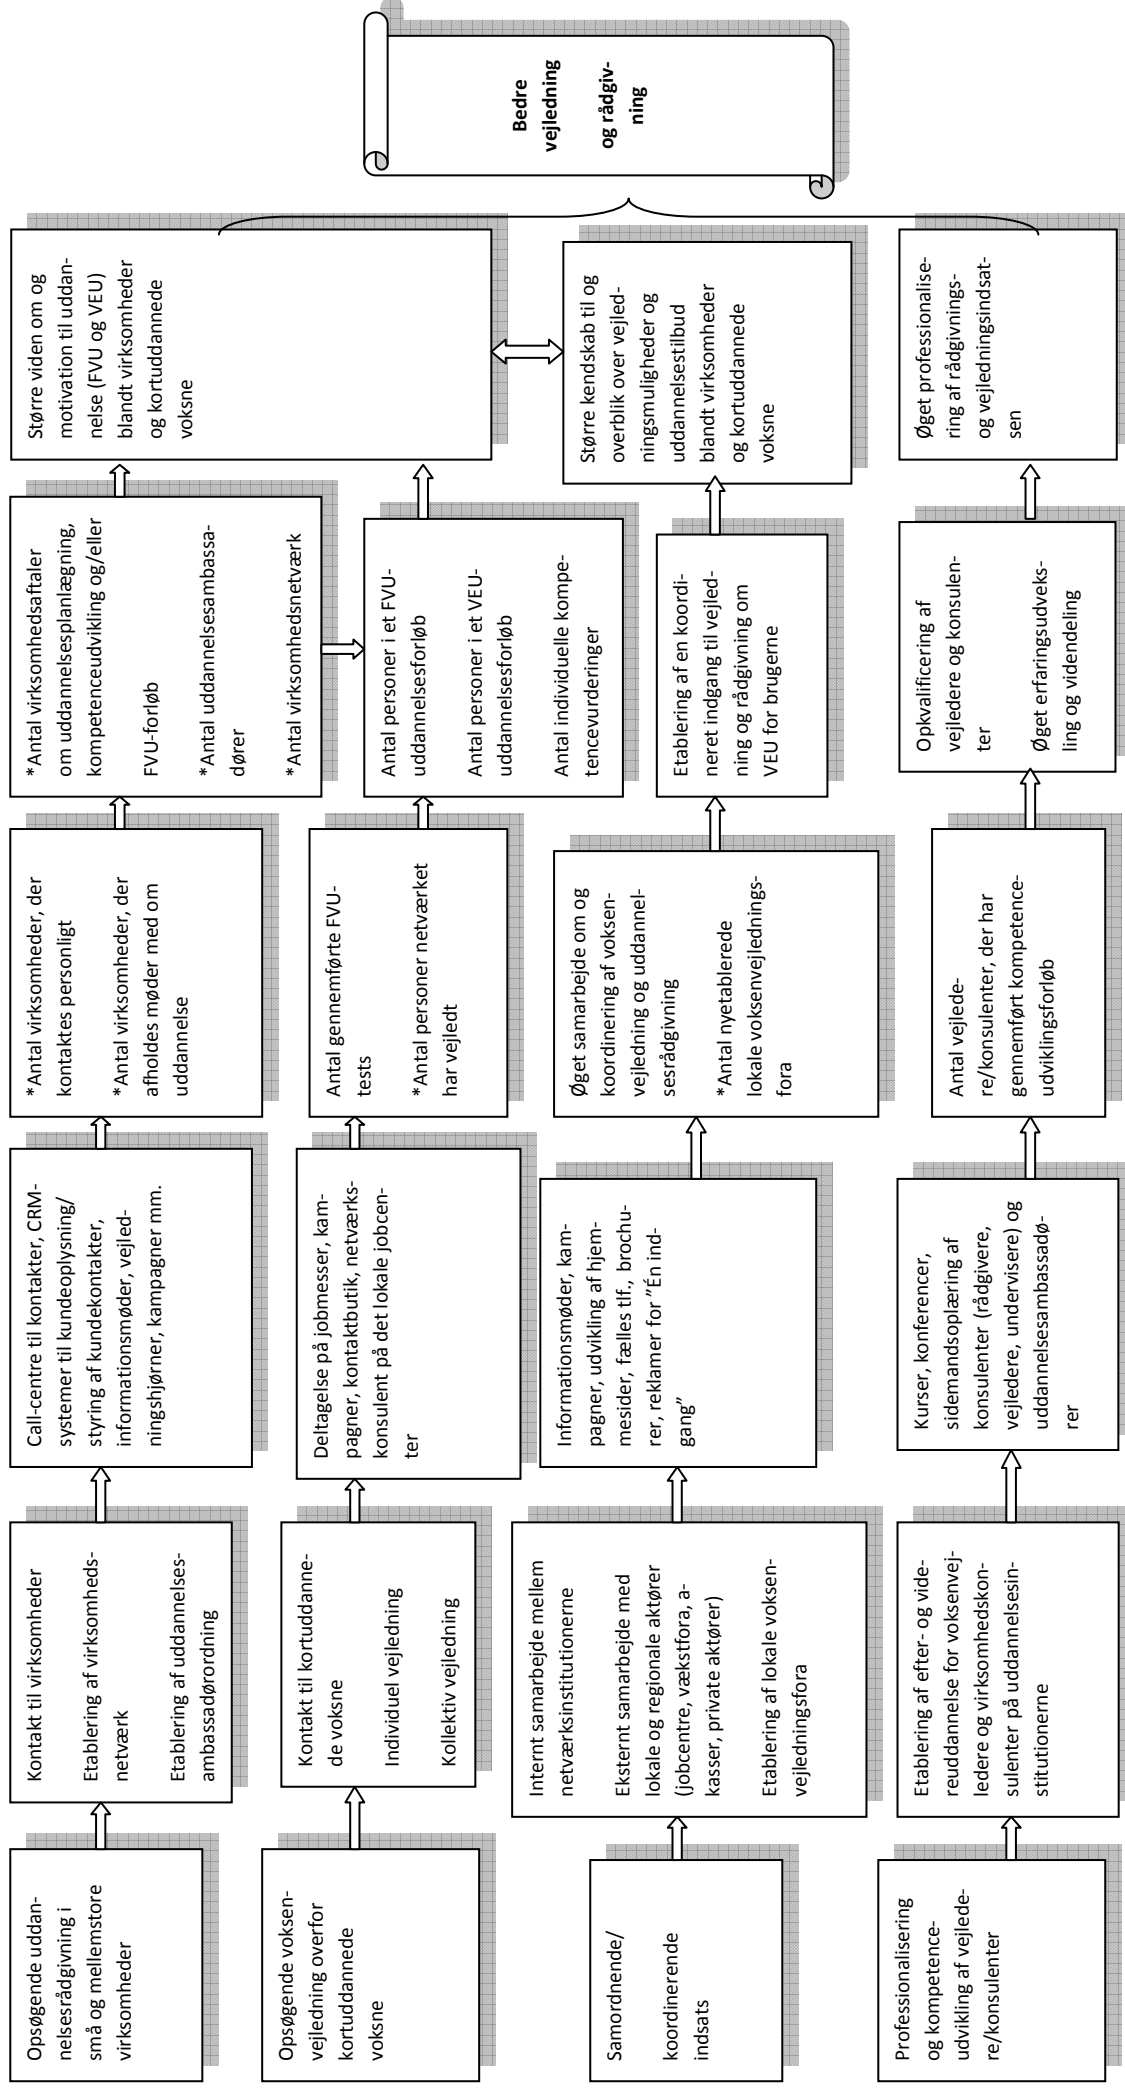 Opsøgende uddan-
nelsesrådgivning i
små og mellemstore
virksomheder
Kontakt til virksomheder
Etablering af virksomheds-
netværk
Etablering af uddannelses-
ambassadørordning
Call-centre til kontakter, CRM-
systemer til kundeoplysning/
styring af kundekontakter,
informationsmøder, vejled-
ningshjørner, kampagner mm.
*Antal virksomheder, der
kontaktes personligt
*Antal virksomheder, der
afholdes møder med om
uddannelse
*Antal virksomhedsaftaler
om uddannelsesplanlægning,
kompetenceudvikling og/eller
FVU-forløb
*Antal uddannelsesambassa-
dører
*Antal virksomhedsnetværk
Større viden om og
motivation til uddan-
nelse (FVU og VEU)
blandt virksomheder
og kortuddannede
voksne
Opsøgende voksen-
vejledning overfor
kortuddannede
voksne
Kontakt til kortuddanne-
de voksne
Individuel vejledning
Kollektiv vejledning
Deltagelse på jobmesser, kam-
pagner, kontaktbutik, netværks-
konsulent på det lokale jobcen-
ter
Antal gennemførte FVU-
tests
*Antal personer netværket
har vejledt
Antal personer i et FVU-
uddannelsesforløb
Antal personer i et VEU-
uddannelsesforløb
Antal individuelle kompe-
tencevurderinger
Samordnende/
koordinerende
indsats
Internt samarbejde mellem
netværksinstitutionerne
Eksternt samarbejde med
lokale og regionale aktører
(jobcentre, vækstfora, a-
kasser, private aktører)
Etablering af lokale voksen-
vejledningsfora
Informationsmøder, kam-
pagner, udvikling af hjem-
mesider, fælles tlf., brochu-
rer, reklamer for ”Én ind-
gang”
Øget samarbejde om og
koordinering af voksen-
vejledning og uddannel-
sesrådgivning
*Antal nyetablerede
lokale voksenvejlednings-
fora
Etablering af en koordi-
neret indgang til vejled-
ning og rådgivning om
VEU for brugerne
Større kendskab til og
overblik over vejled-
ningsmuligheder og
uddannelsestilbud
blandt virksomheder
og kortuddannede
voksne
Professionalisering
og kompetence-
udvikling af vejlede-
re/konsulenter
Etablering af efter- og vide-
reuddannelse for voksenvej-
ledere og virksomhedskon-
sulenter på uddannelsesin-
stitutionerne
Kurser, konferencer,
sidemandsoplæring af
konsulenter (rådgivere,
vejledere, undervisere) og
uddannelsesambassadø-
rer
Antal vejlede-
re/konsulenter, der har
gennemført kompetence-
udviklingsforløb
Opkvalificering af
vejledere og konsulen-
ter
Øget erfaringsudveks-
ling og videndeling
Øget professionalise-
ring af rådgivnings-
og vejledningsindsat-
sen
Bedre
vejledning
og rådgiv-
ning